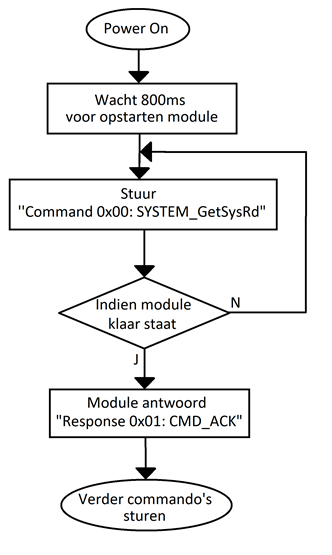 Power On
Wacht 800ms
voor opstarten module
Stuur
"Command 0x00: SYSTEM_GetSysRd"
Indien module
klaar staat
N
J
Module antwoord
"Response 0x01: CMD_ACK"
Verder commando's
sturen